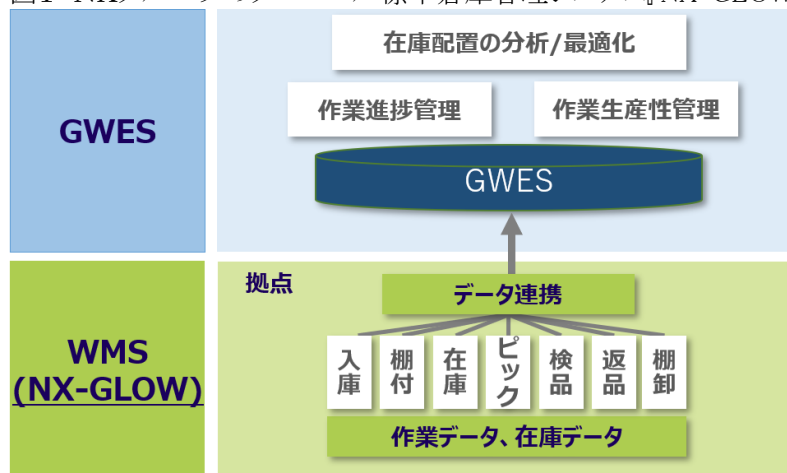 在庫配置の分析/最適化
作業進捗管理
作業生産性管理
GWES
GWES
拠点
データ連携
WMS
(NX-GLOW)
入庫
棚付
在庫
ピック
検品
返品
棚卸
作業データ、在庫データ